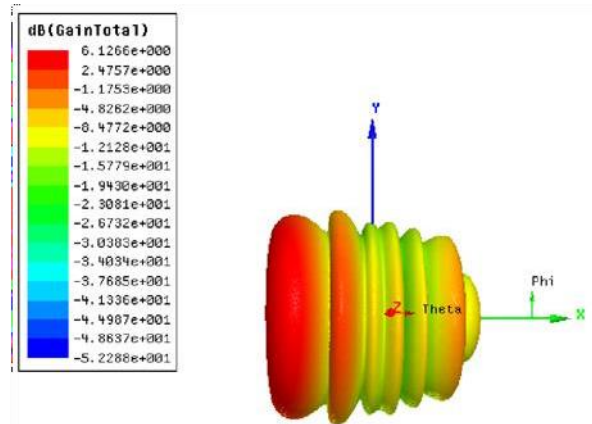 dB(GainTotal)
6.1266e+000
2.4757e+000
-1.1753e+000
-4.8262e+000
-8.4772e+000
-1.2128e+001
-1.5779e+001
-1.9430e+001
-2.3081e+001
-2.6732e+001
-3.0383e+001
-3.4034e+001
-3.7685e+001
-4.1336e+001
-4.4987e+001
-4.8637e+001
-5.2288e+001
Y
Phi
Z
Theta
X